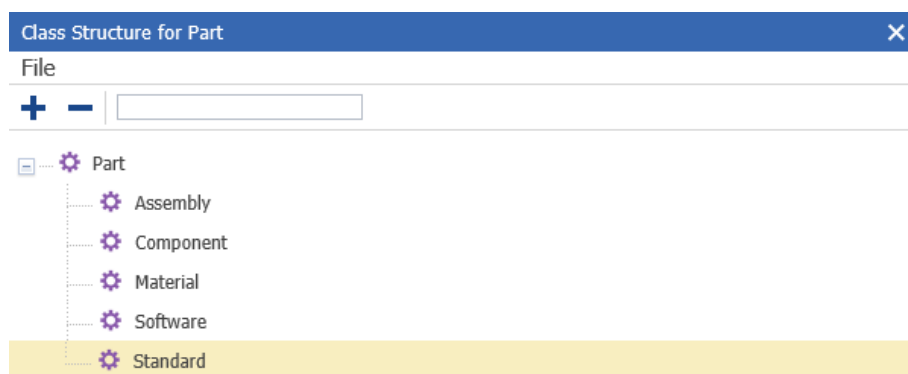 Class Structure for Part
File
Part
Assembly
Component
Material
Software
Standard